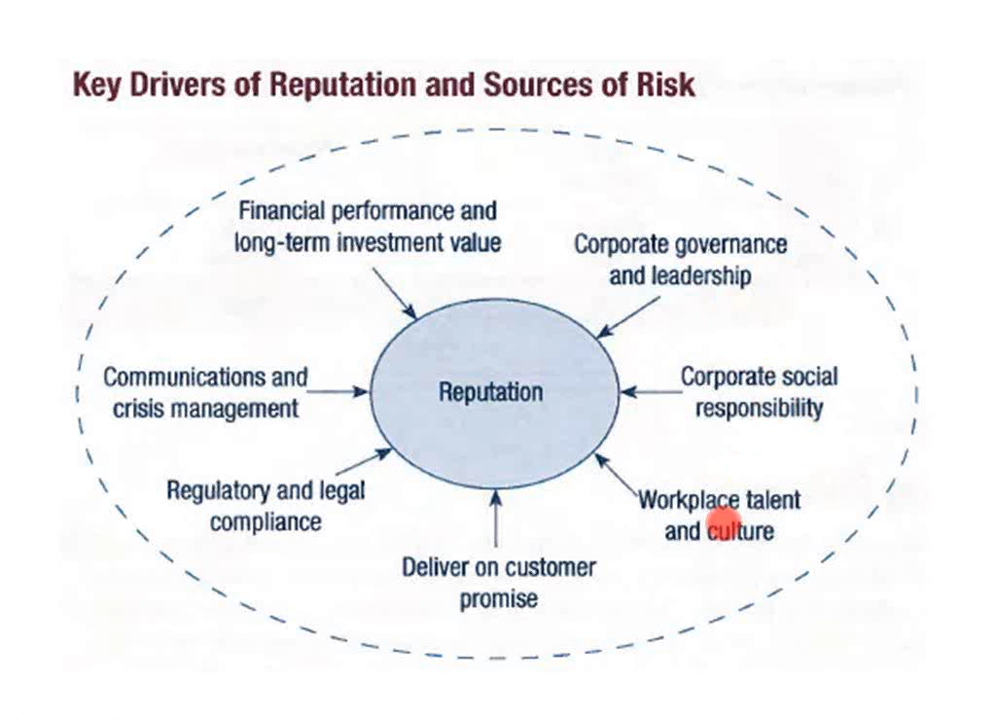 Key Drivers of Reputation and Sources of Risk
Financial performance and
long-term investment value
Corporate governance
and leadership
Communications and
crisis management
Reputation
Corporate social
responsibility
Regulatory and legal
compliance
Workplace talent
and culture
Deliver on customer
promise